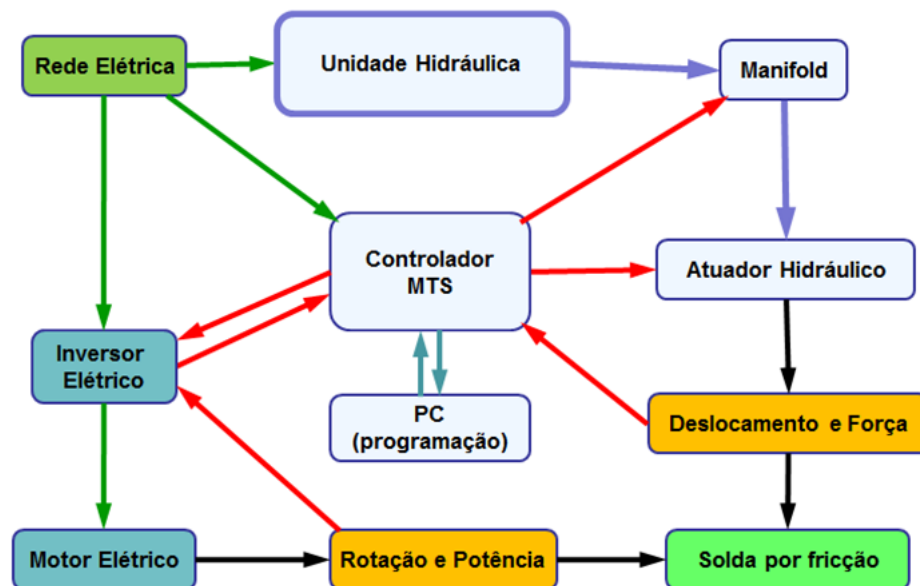 Rede Elétrica
Unidade Hidráulica
Manifold
Controlador
MTS
Atuador Hidráulico
Inversor
Elétrico
PC
(programação)
Deslocamento e Força
Motor Elétrico
Rotação e Potência
Solda por fricção